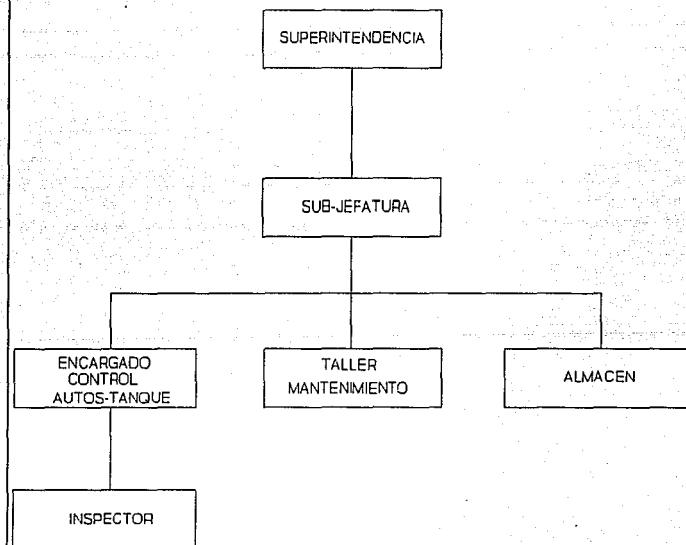 SUPERINTENDENCIA
SUB-JEFATURA
ENCARGADO
CONTROL
AUTOS-TANQUE
TALLER
MANTENIMIENTO
ALMACEN
INSPECTOR